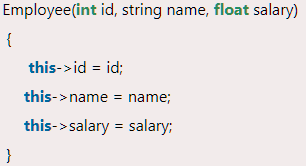 Employee(int id, string name, float salary)
{
this->id = id;
this->name = name;
this->salary = salary;
}